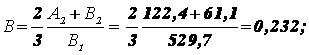 B = 2/3 A₂ + B₂/B₁ = 2/3 122,4 + 61,1/529,7 = 0,232;